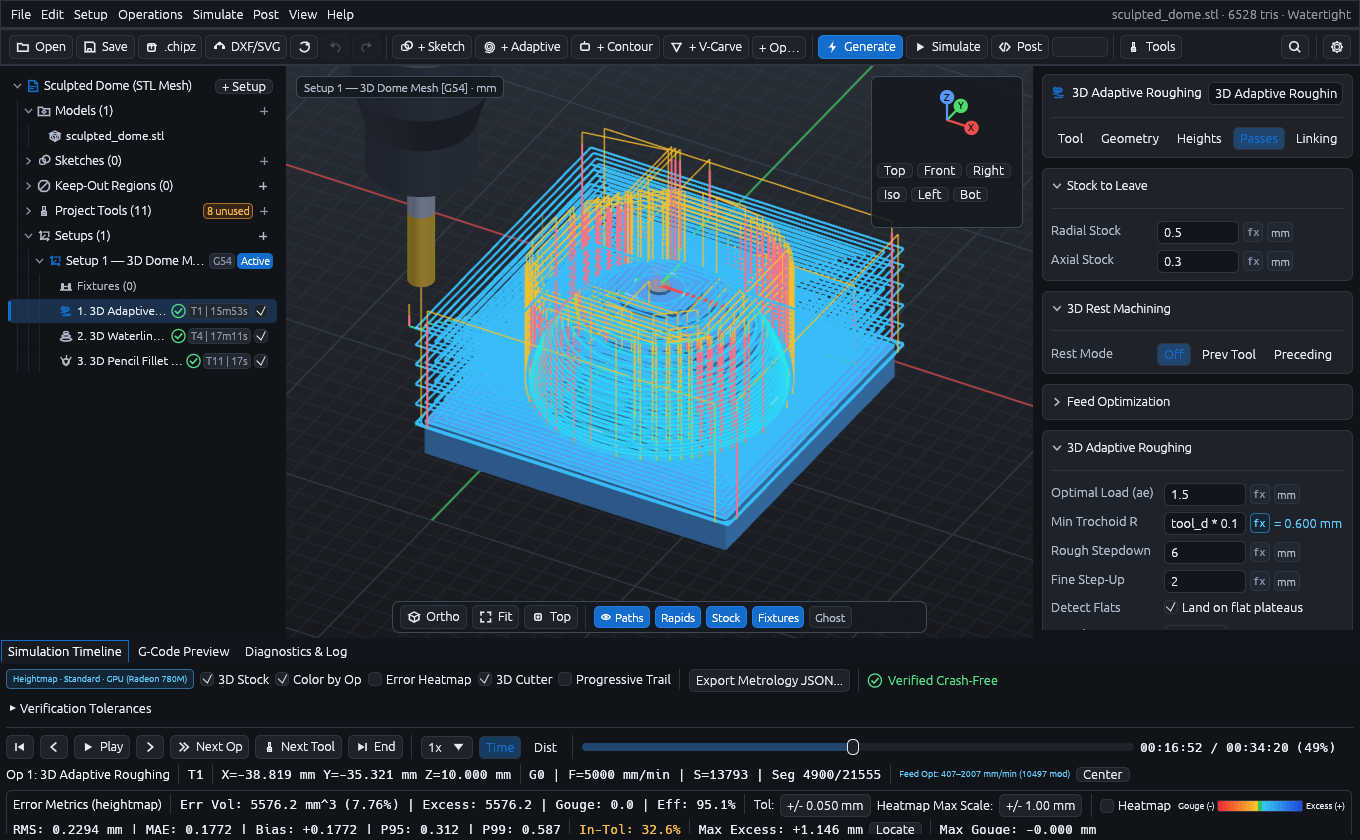 File Edit Setup Operations Simulate Post View Help
sculpted_dome.stl · 6528 tris · Watertight
Open Save .chipz DXF/SVG + Sketch + Adaptive + Contour + V-Carve + Op... Generate Simulate Post Tools
Sculpted Dome (STL Mesh) + Setup
Models (1) +
sculpted_dome.stl
Sketches (0) +
Keep-Out Regions (0) +
Project Tools (11) 8 unused +
Setups (1) +
Setup 1 — 3D Dome M... G54 Active
Fixtures (0)
1. 3D Adaptive... T1 | 15m53s
2. 3D Waterlin... T4 | 17m11s
3. 3D Pencil Fillet ... T11 | 17s
Setup 1 — 3D Dome Mesh [G54] · mm
Z
Y
X
Top Front Right
Iso Left Bot
Ortho Fit Top Paths Rapids Stock Fixtures Ghost
3D Adaptive Roughing 3D Adaptive Roughin
Tool Geometry Heights Passes Linking
Stock to Leave
Radial Stock 0.5 fx mm
Axial Stock 0.3 fx mm
3D Rest Machining
Rest Mode Off Prev Tool Preceding
Feed Optimization
3D Adaptive Roughing
Optimal Load (ae) 1.5 fx mm
Min Trochoid R tool_d * 0.1 fx = 0.600 mm
Rough Stepdown 6 fx mm
Fine Step-Up 2 fx mm
Detect Flats Land on flat plateaus
Simulation Timeline G-Code Preview Diagnostics & Log
Heightmap · Standard · GPU (Radeon 780M) 3D Stock Color by Op Error Heatmap 3D Cutter Progressive Trail Export Metrology JSON... Verified Crash-Free
Verification Tolerances
Play Next Op Next Tool End 1x Time Dist 00:16:52 / 00:34:20 (49%)
Op 1: 3D Adaptive Roughing | T1 | X=-38.819 mm Y=-35.321 mm Z=10.000 mm | G0 | F=5000 mm/min | S=13793 | Seg 4900/21555 | Feed Opt: 407–2007 mm/min (10497 mod) Center
Error Metrics (heightmap) | Err Vol: 5576.2 mm^3 (7.76%) | Excess: 5576.2 | Gouge: 0.0 | Eff: 95.1% | Tol: +/- 0.050 mm Heatmap Max Scale: +/- 1.00 mm | Heatmap Gouge (-) Excess (+)
RMS: 0.2294 mm | MAE: 0.1772 | Bias: +0.1772 | P95: 0.312 | P99: 0.587 | In-Tol: 32.6% | Max Excess: +1.146 mm Locate | Max Gouge: -0.000 mm